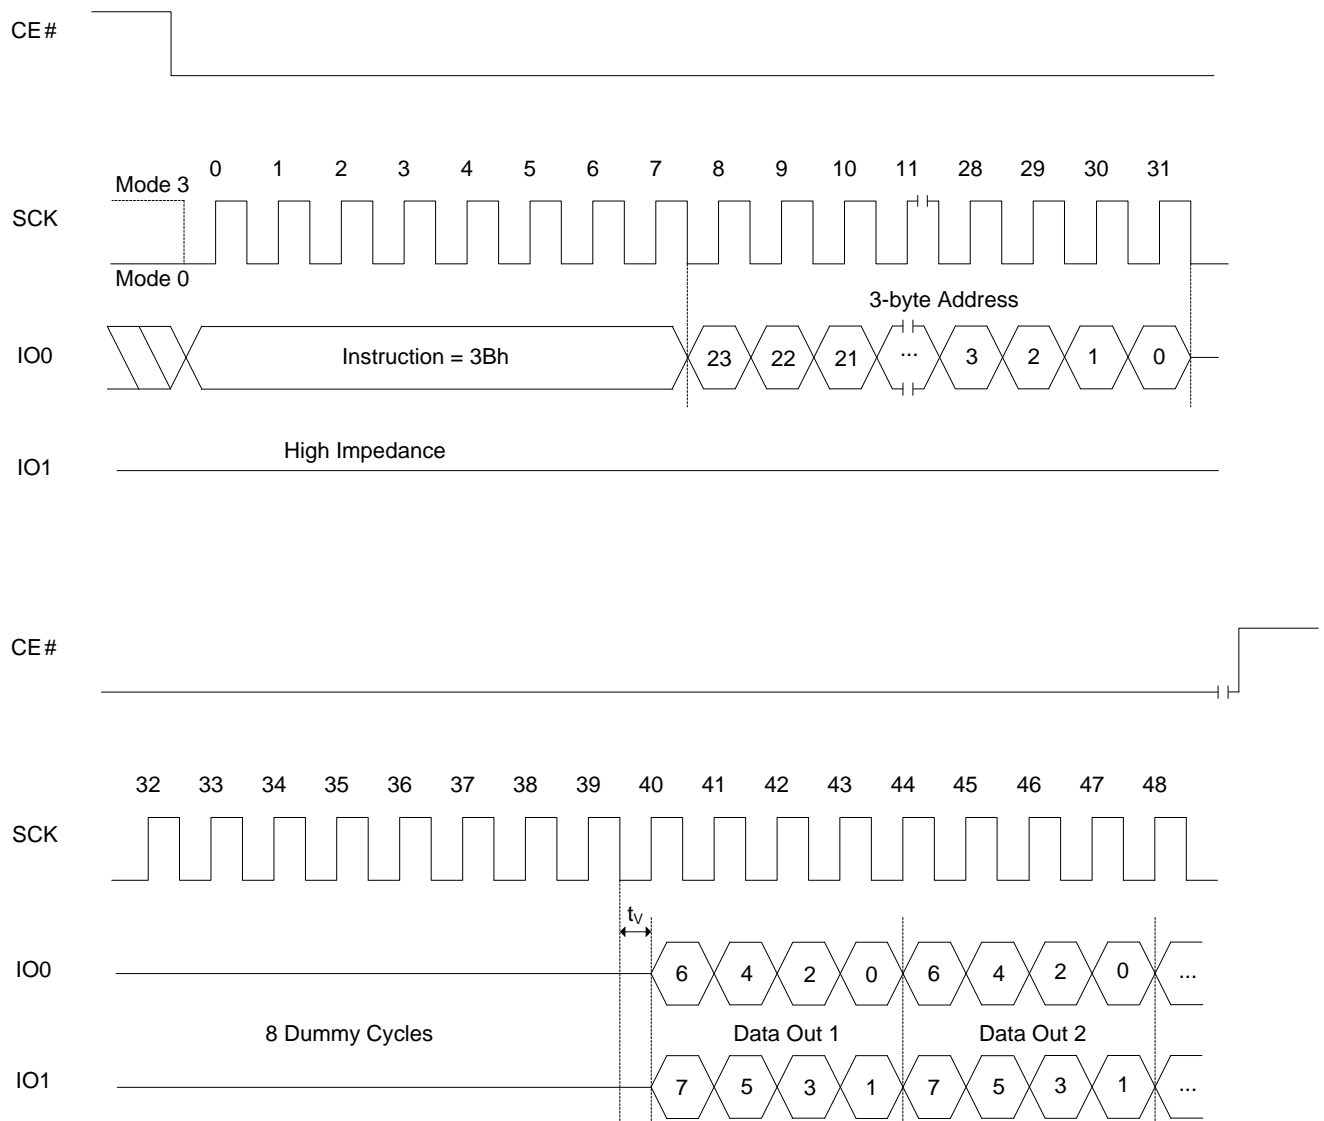 CE#
0 1 2 3 4 5 6 7 8 9 10 11 28 29 30 31
Mode 3
SCK
Mode 0
3-byte Address
IO0 Instruction = 3Bh 23 22 21 ... 3 2 1 0
High Impedance
IO1
CE#
32 33 34 35 36 37 38 39 40 41 42 43 44 45 46 47 48
SCK
tV
IO0 6 4 2 0 6 4 2 0 ...
8 Dummy Cycles Data Out 1 Data Out 2
IO1 7 5 3 1 7 5 3 1 ...